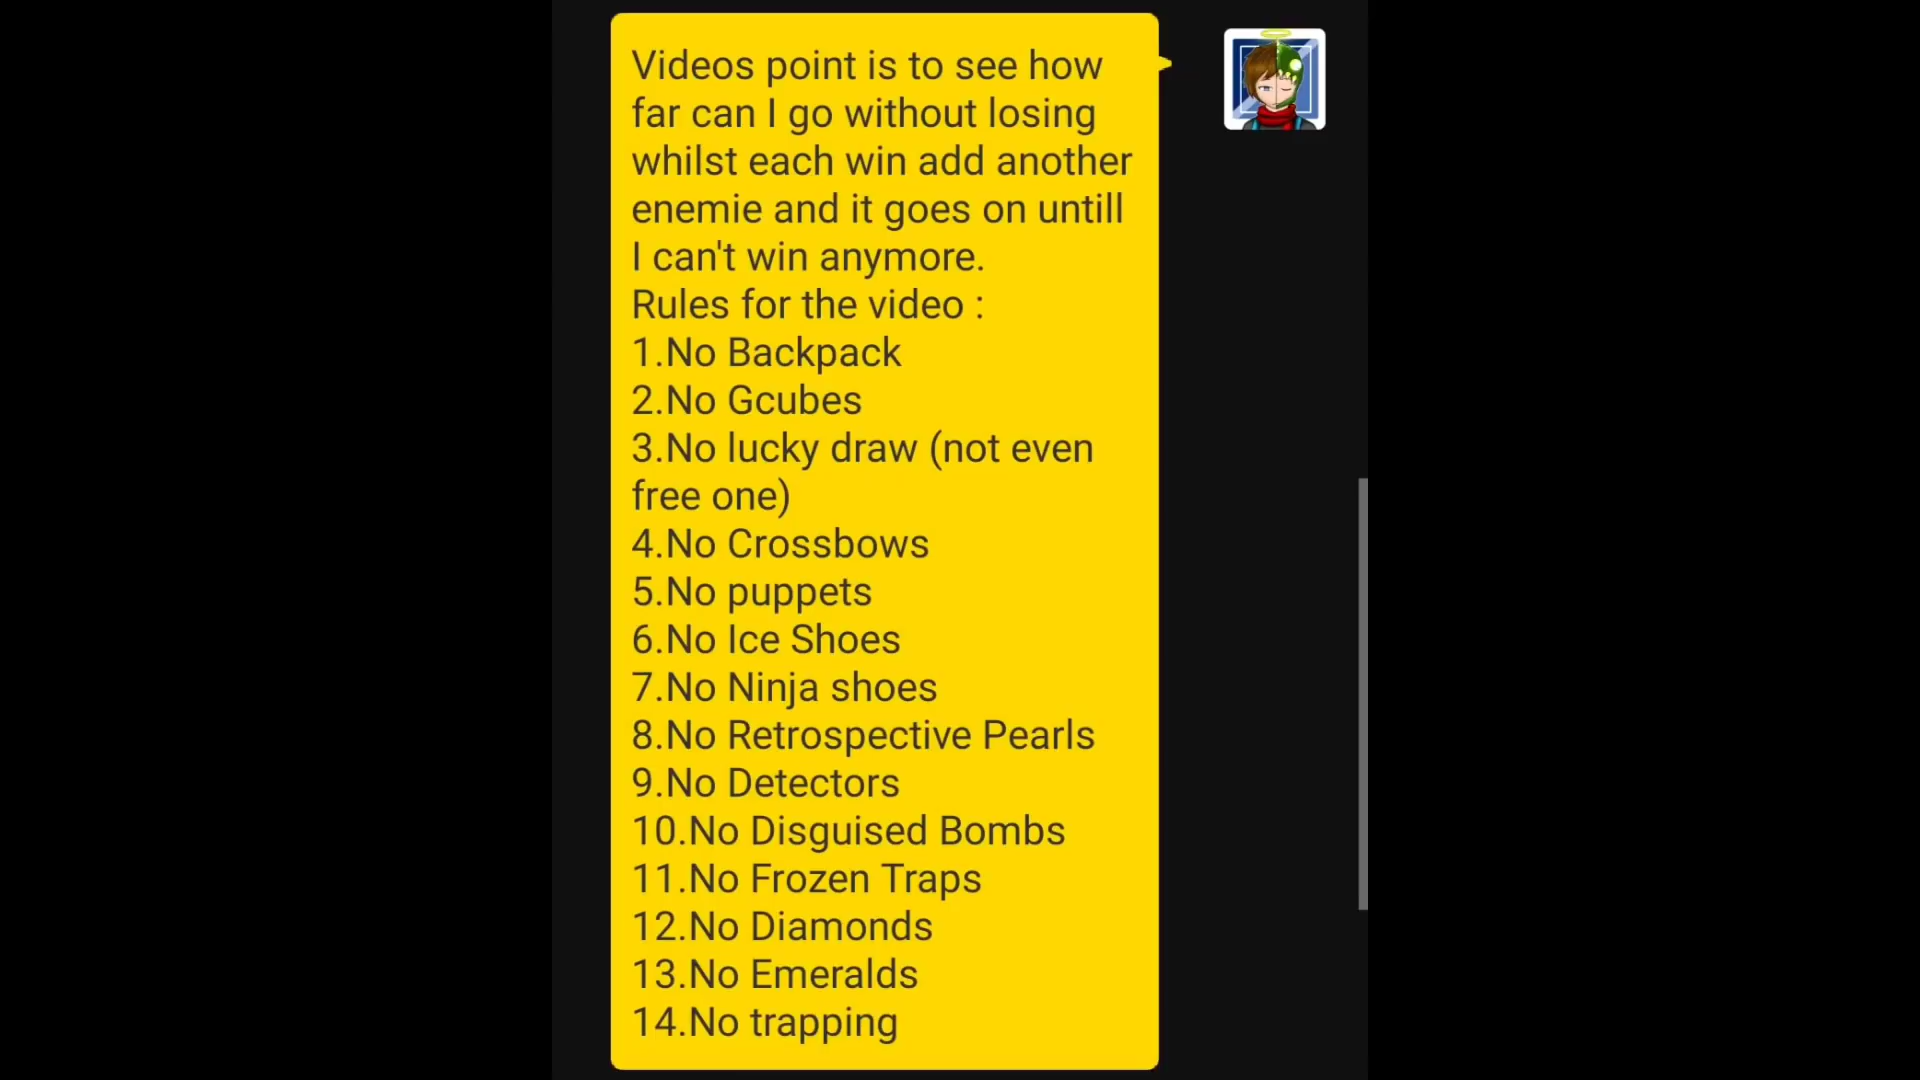 Videos point is to see how
far can I go without losing
whilst each win add another
enemie and it goes on untill
I can't win anymore.
Rules for the video :
1.No Backpack
2.No Gcubes
3.No lucky draw (not even
free one)
4.No Crossbows
5.No puppets
6.No Ice Shoes
7.No Ninja shoes
8.No Retrospective Pearls
9.No Detectors
10.No Disguised Bombs
11.No Frozen Traps
12.No Diamonds
13.No Emeralds
14.No trapping